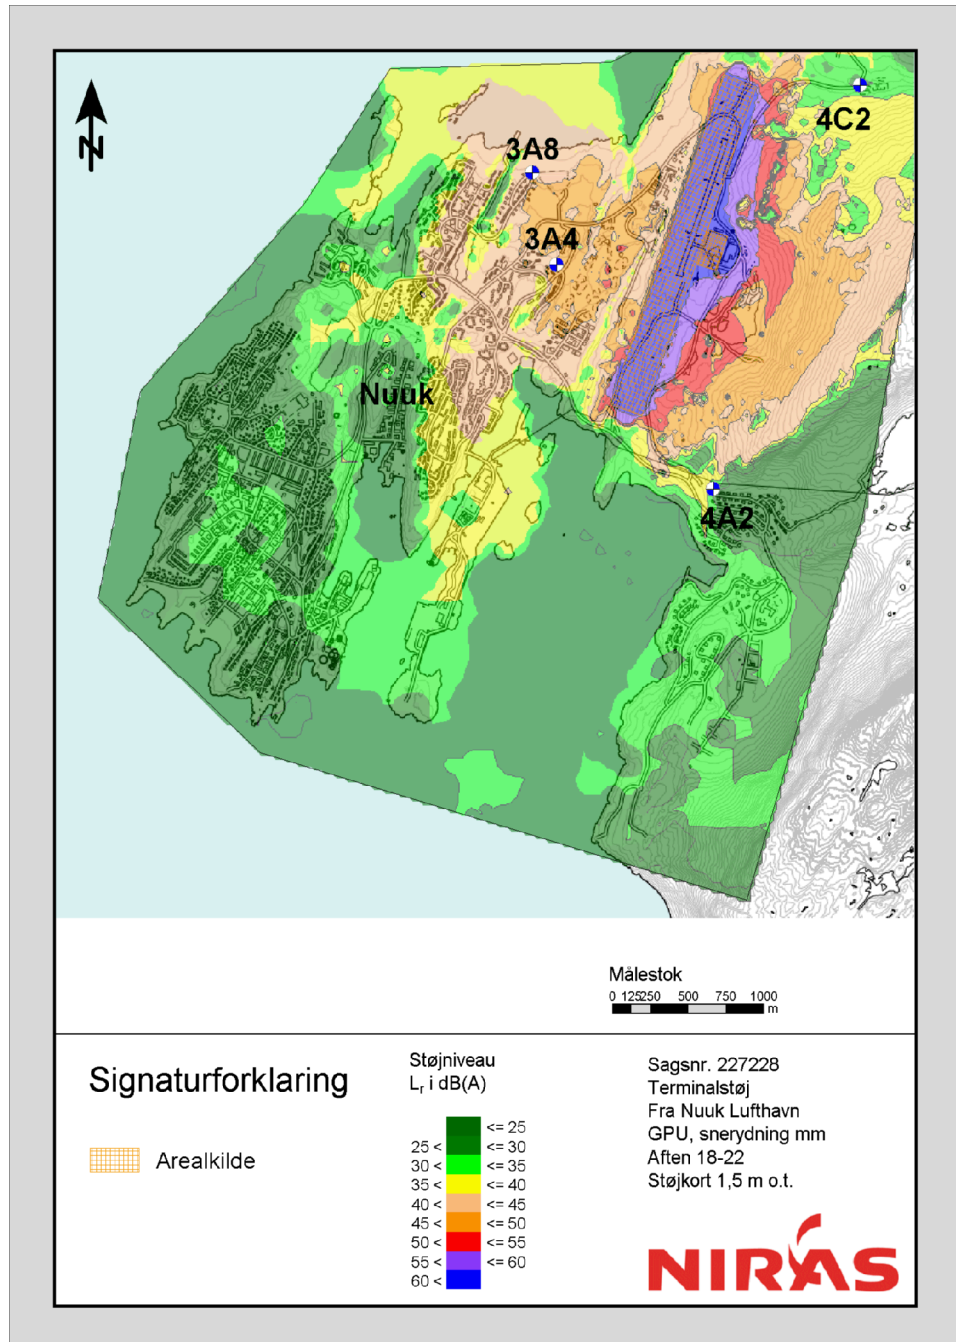 N
4C2
3A8
3A4
Nuuk
4A2
Målestok
0 125250 500 750 1000
m
Signaturforklaring
Arealkilde
Støjniveau
Lr i dB(A)
<= 25
25 < <= 30
30 < <= 35
35 < <= 40
40 < <= 45
45 < <= 50
50 < <= 55
55 < <= 60
60 <
Sagsnr. 227228
Terminalstøj
Fra Nuuk Lufthavn
GPU, snerydning mm
Aften 18-22
Støjkort 1,5 m o.t.
NIRAS